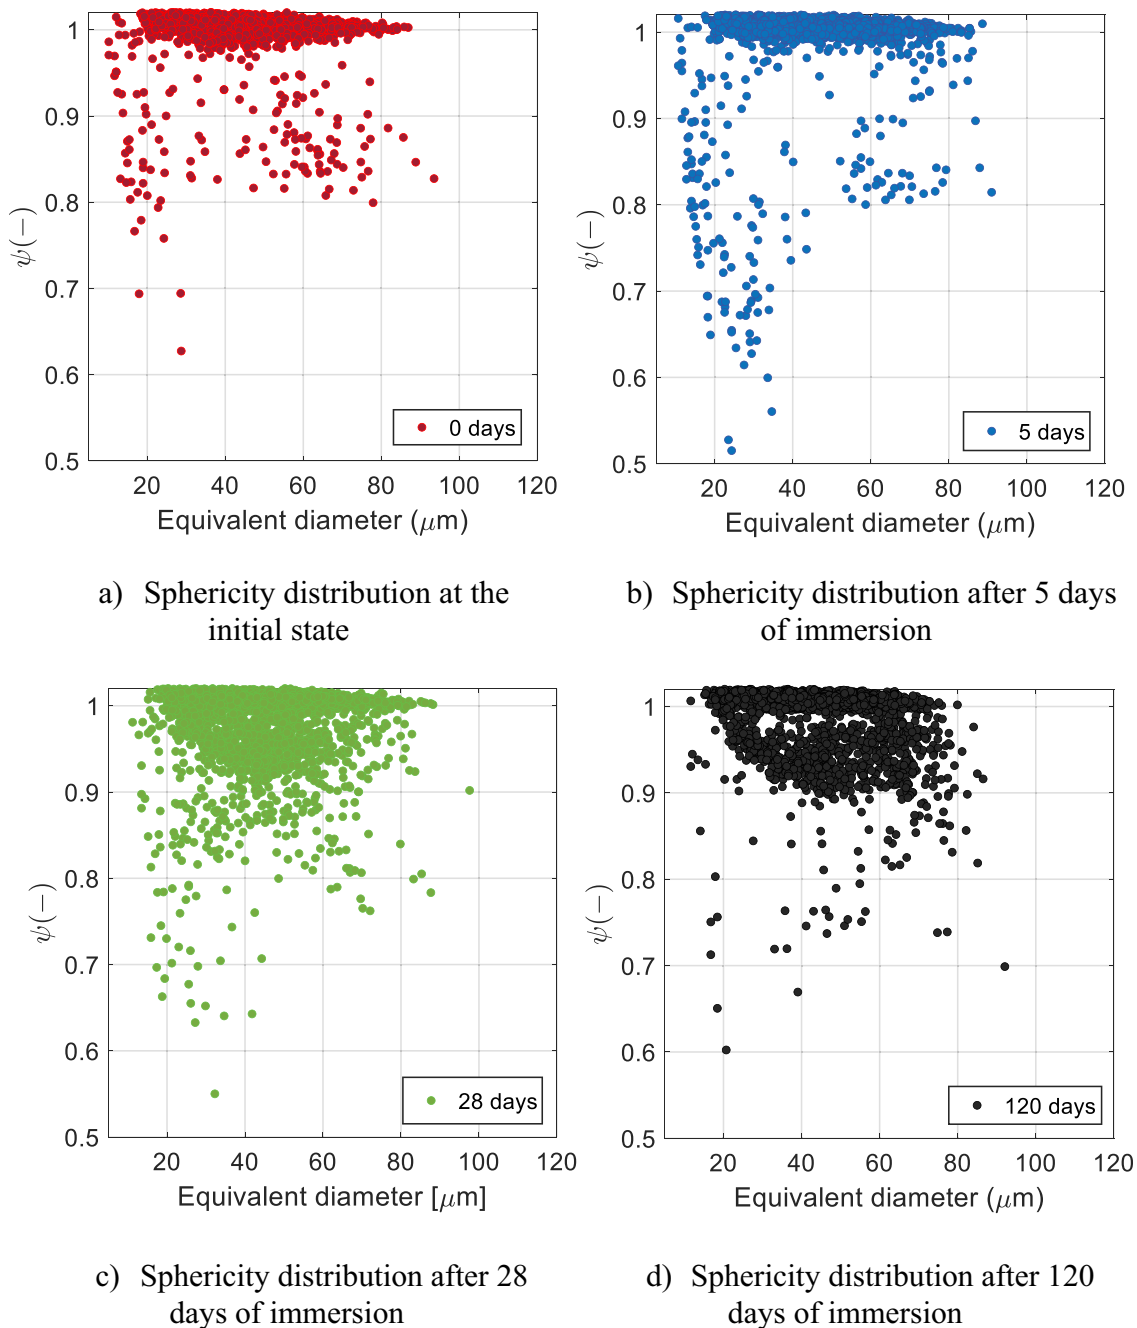 1
0.9
0.8
0.7
0.6
0.5
ψ(−)
20 40 60 80 100 120
Equivalent diameter (μm)
0 days
a) Sphericity distribution at the
initial state
1
0.9
0.8
0.7
0.6
0.5
ψ(−)
20 40 60 80 100 120
Equivalent diameter (μm)
5 days
b) Sphericity distribution after 5 days
of immersion
1
0.9
0.8
0.7
0.6
0.5
ψ(−)
20 40 60 80 100 120
Equivalent diameter [μm]
28 days
c) Sphericity distribution after 28
days of immersion
1
0.9
0.8
0.7
0.6
0.5
ψ(−)
20 40 60 80 100 120
Equivalent diameter (μm)
120 days
d) Sphericity distribution after 120
days of immersion